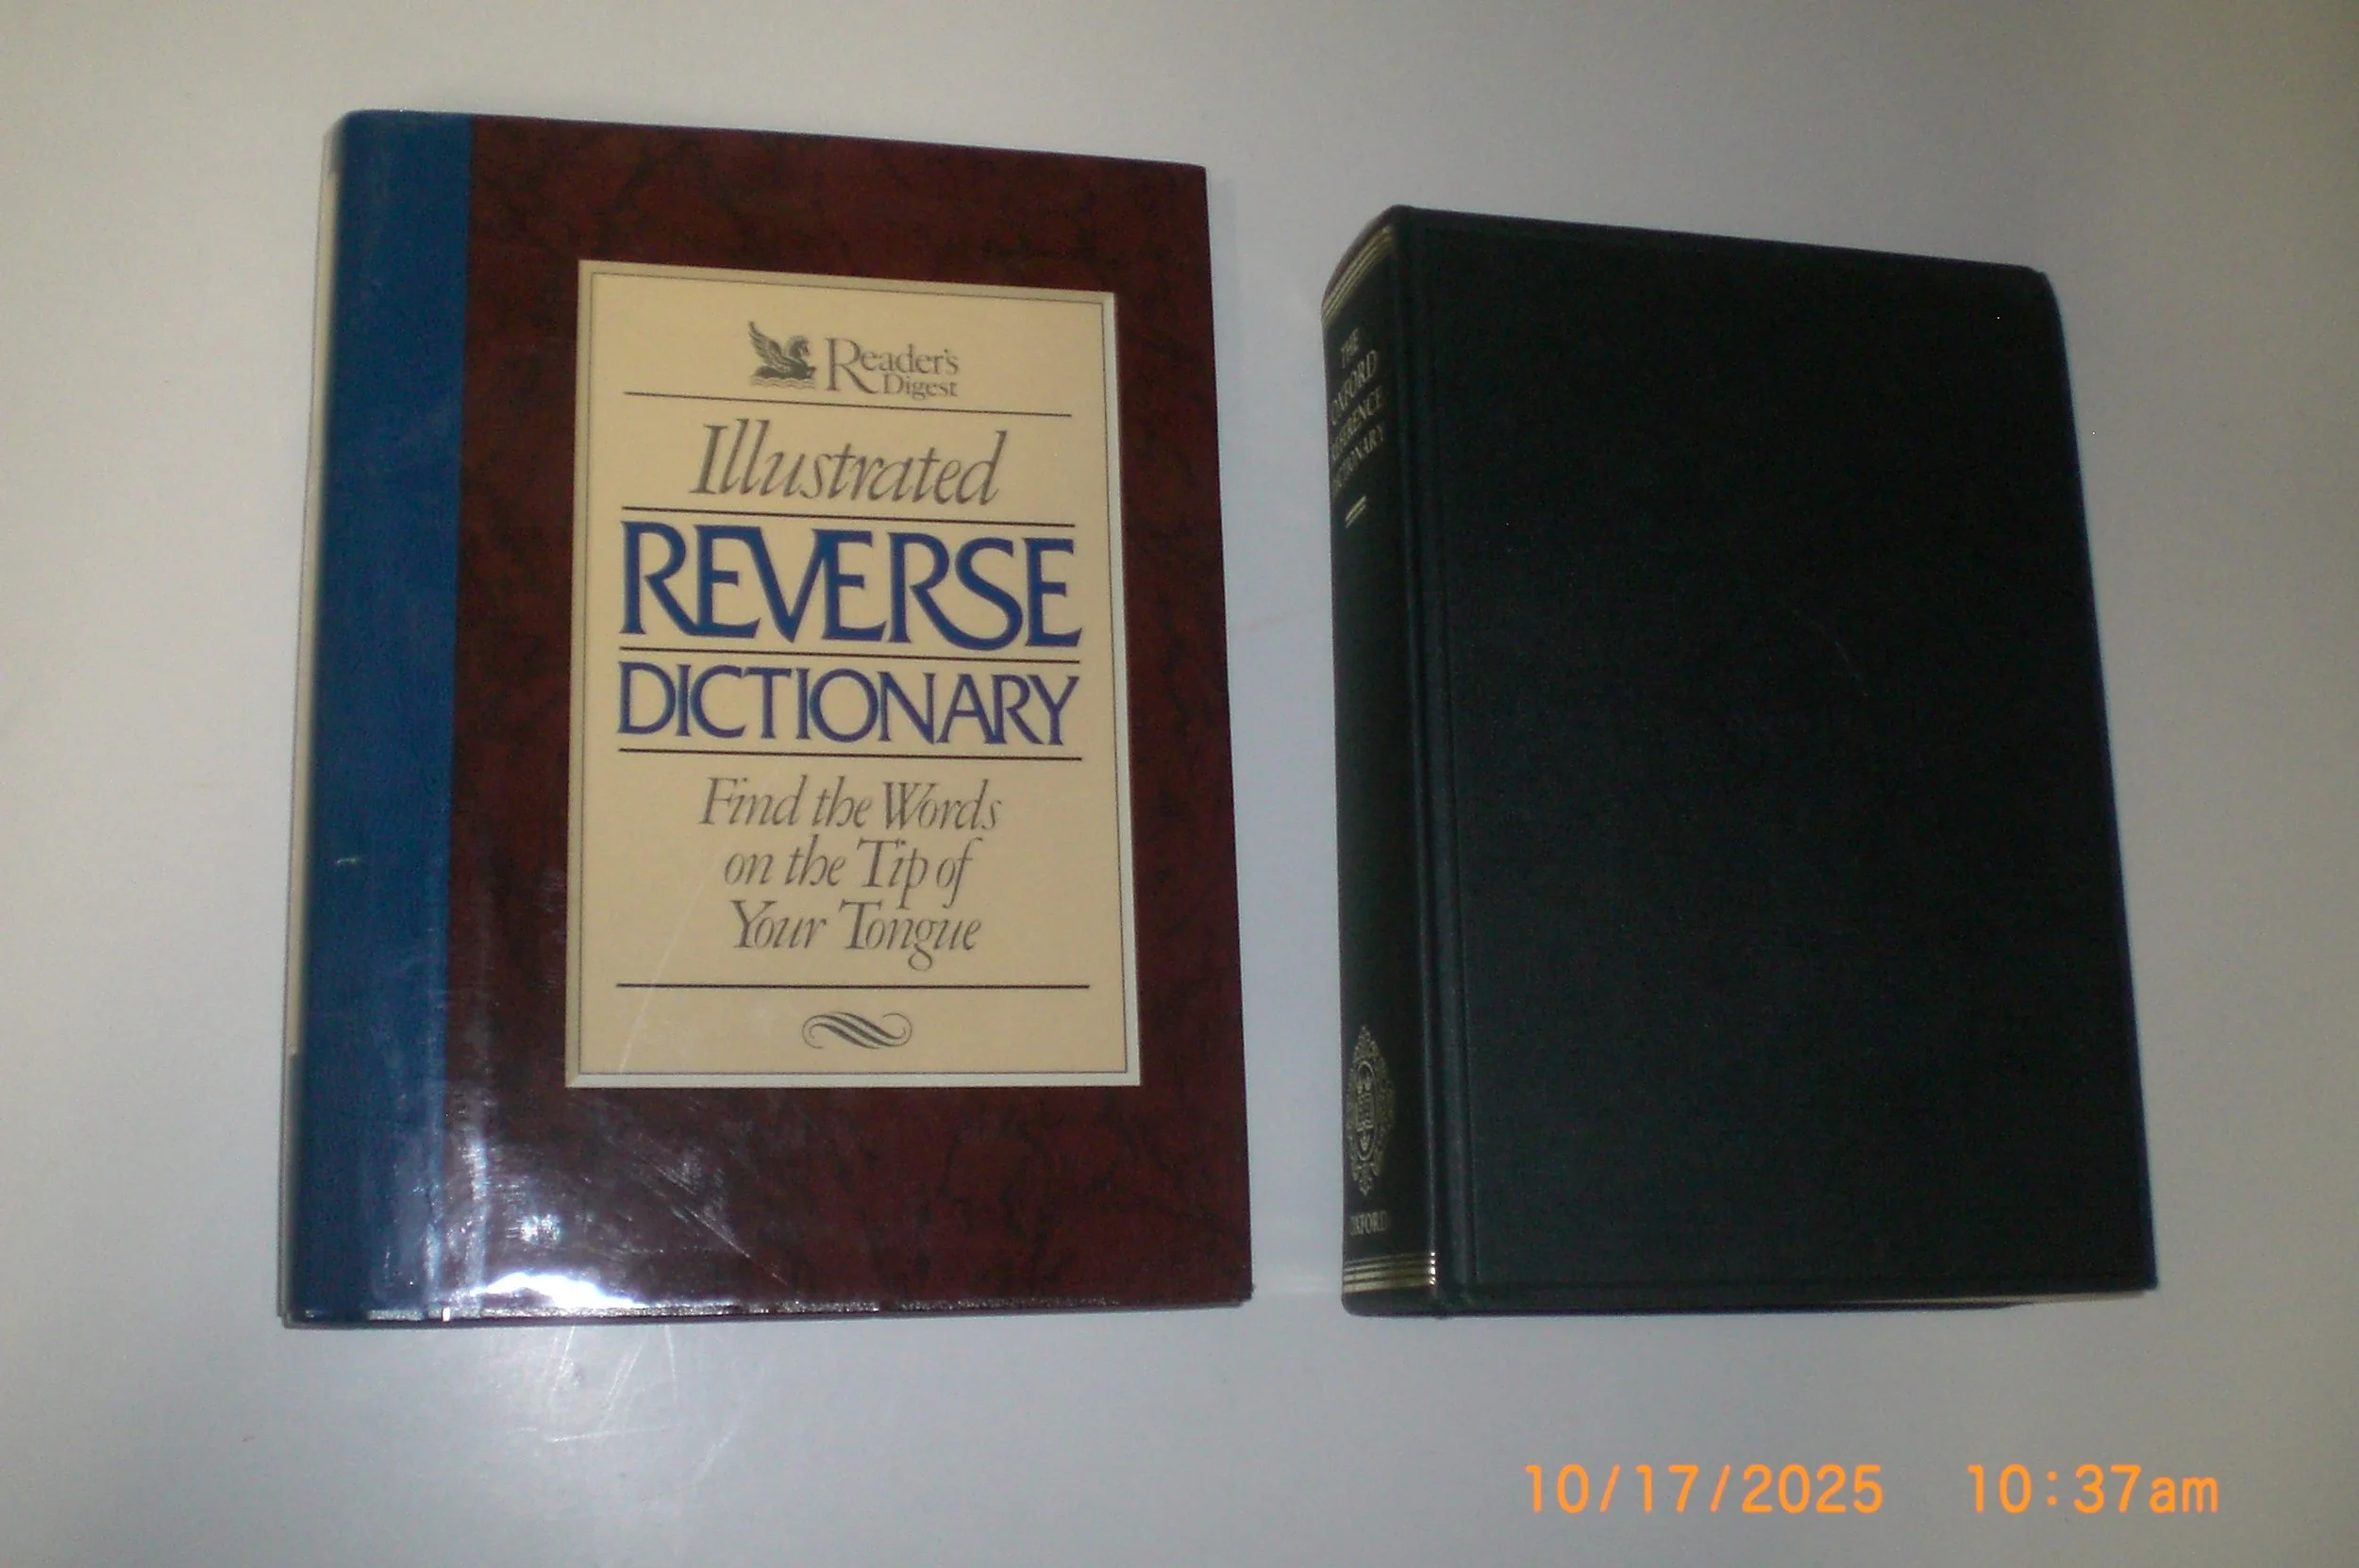 Reader's
Digest
Illustrated
REVERSE
DICTIONARY
Find the Words
on the Tip of
Your Tongue
THE
OXFORD
REFERENCE
DICTIONARY
OXFORD
10/17/2025 10:37am